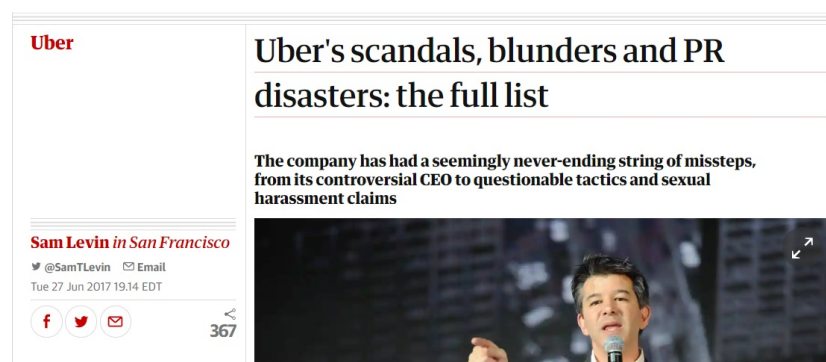 Uber
Uber's scandals, blunders and PR
disasters: the full list
The company has had a seemingly never-ending string of missteps,
from its controversial CEO to questionable tactics and sexual
harassment claims
Sam Levin in San Francisco
@SamTLevin Email
Tue 27 Jun 2017 19.14 EDT
f
367